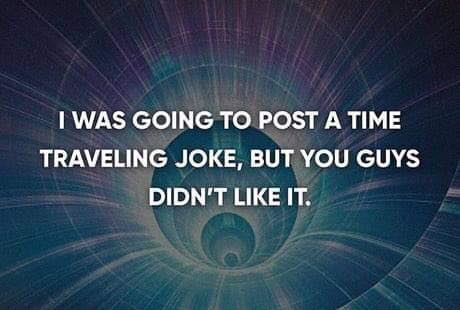 I WAS GOING TO POST A TIME
TRAVELING JOKE, BUT YOU GUYS
DIDN'T LIKE IT.